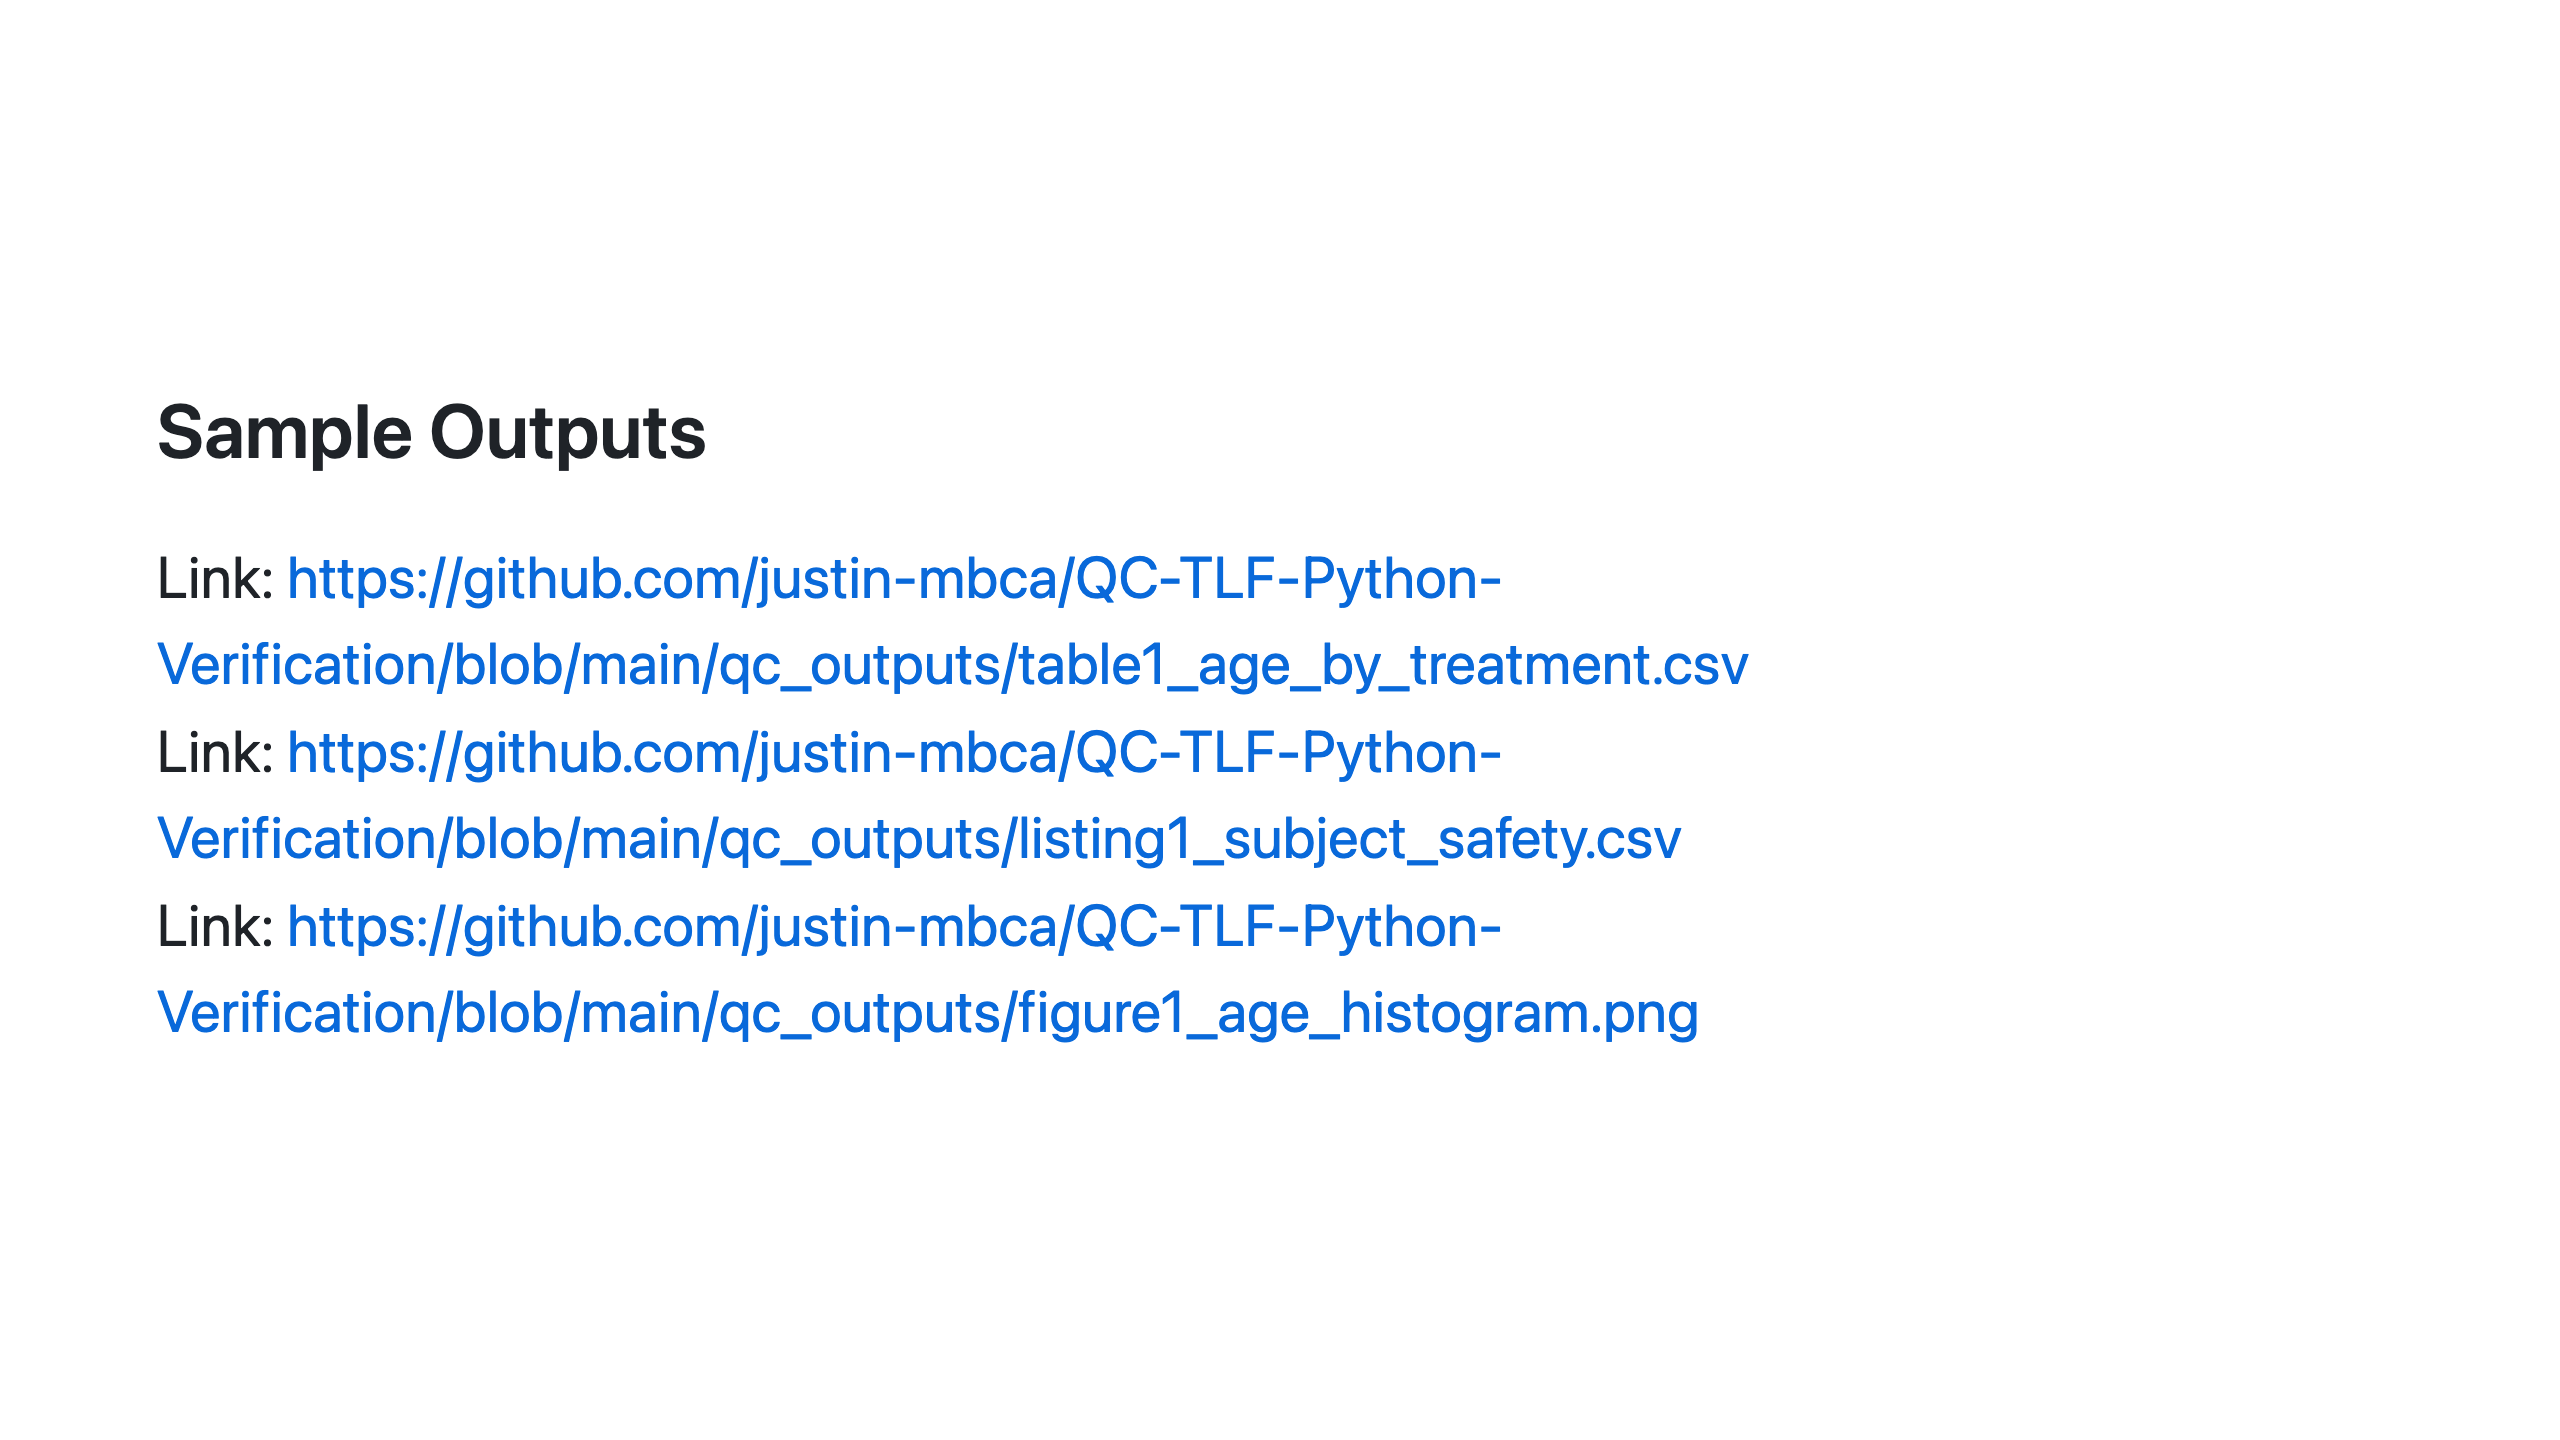 Sample Outputs
Link: https://github.com/justin-mbca/QC-TLF-Python-
Verification/blob/main/qc_outputs/table1_age_by_treatment.csv
Link: https://github.com/justin-mbca/QC-TLF-Python-
Verification/blob/main/qc_outputs/listing1_subject_safety.csv
Link: https://github.com/justin-mbca/QC-TLF-Python-
Verification/blob/main/qc_outputs/figure1_age_histogram.png